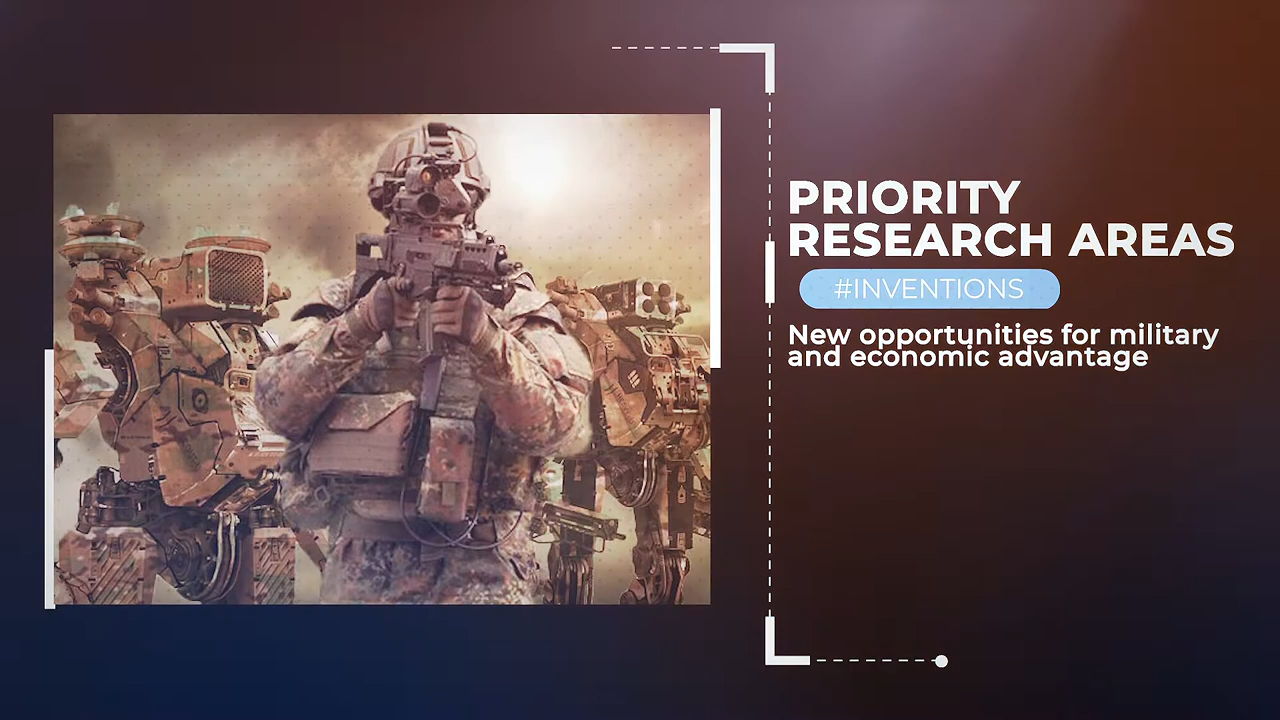 PRIORITY
RESEARCH AREAS
#INVENTIONS
New opportunities for military
and economic advantage